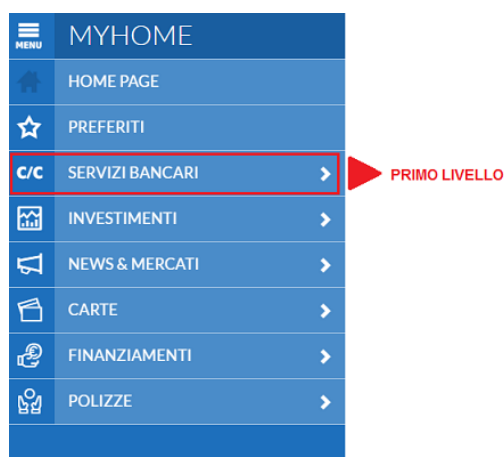 MENU MYHOME
HOME PAGE
PREFERITI
C/C SERVIZI BANCARI PRIMO LIVELLO
INVESTIMENTI
NEWS & MERCATI
CARTE
FINANZIAMENTI
POLIZZE